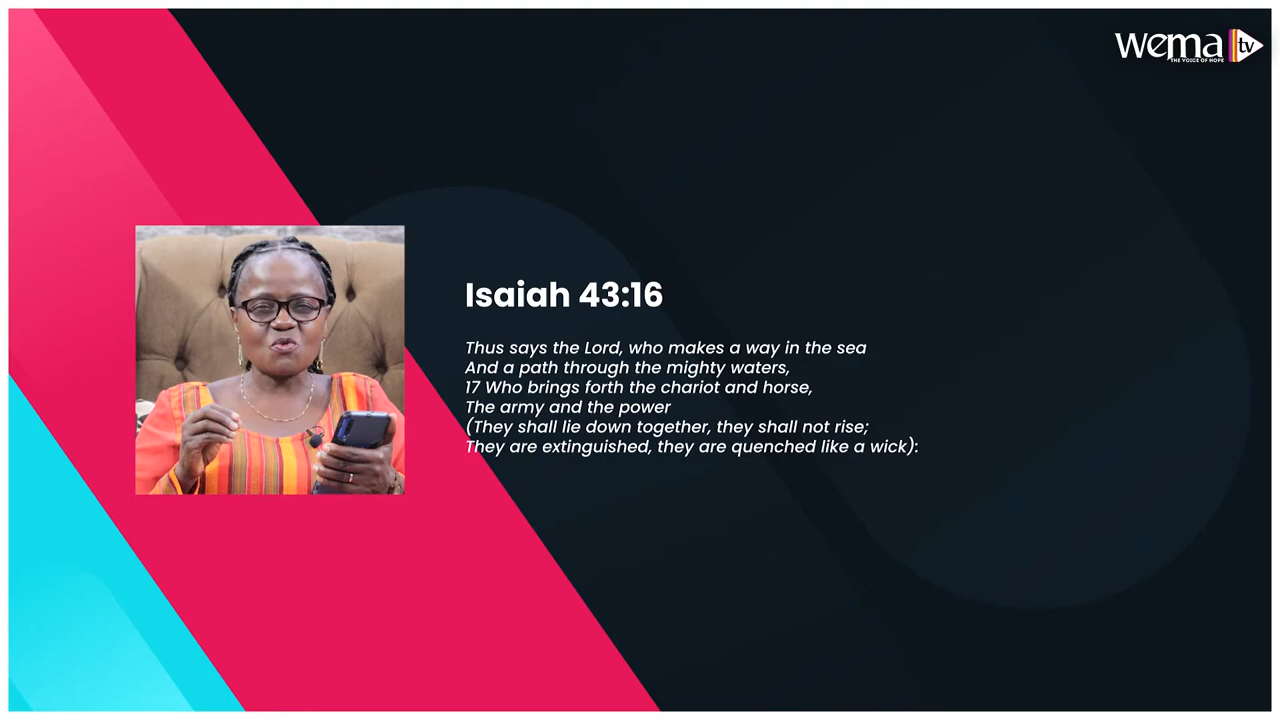 wema tv
THE VOICE OF HOPE
Isaiah 43:16
Thus says the Lord, who makes a way in the sea
And a path through the mighty waters,
17 Who brings forth the chariot and horse,
The army and the power
(They shall lie down together, they shall not rise;
They are extinguished, they are quenched like a wick):